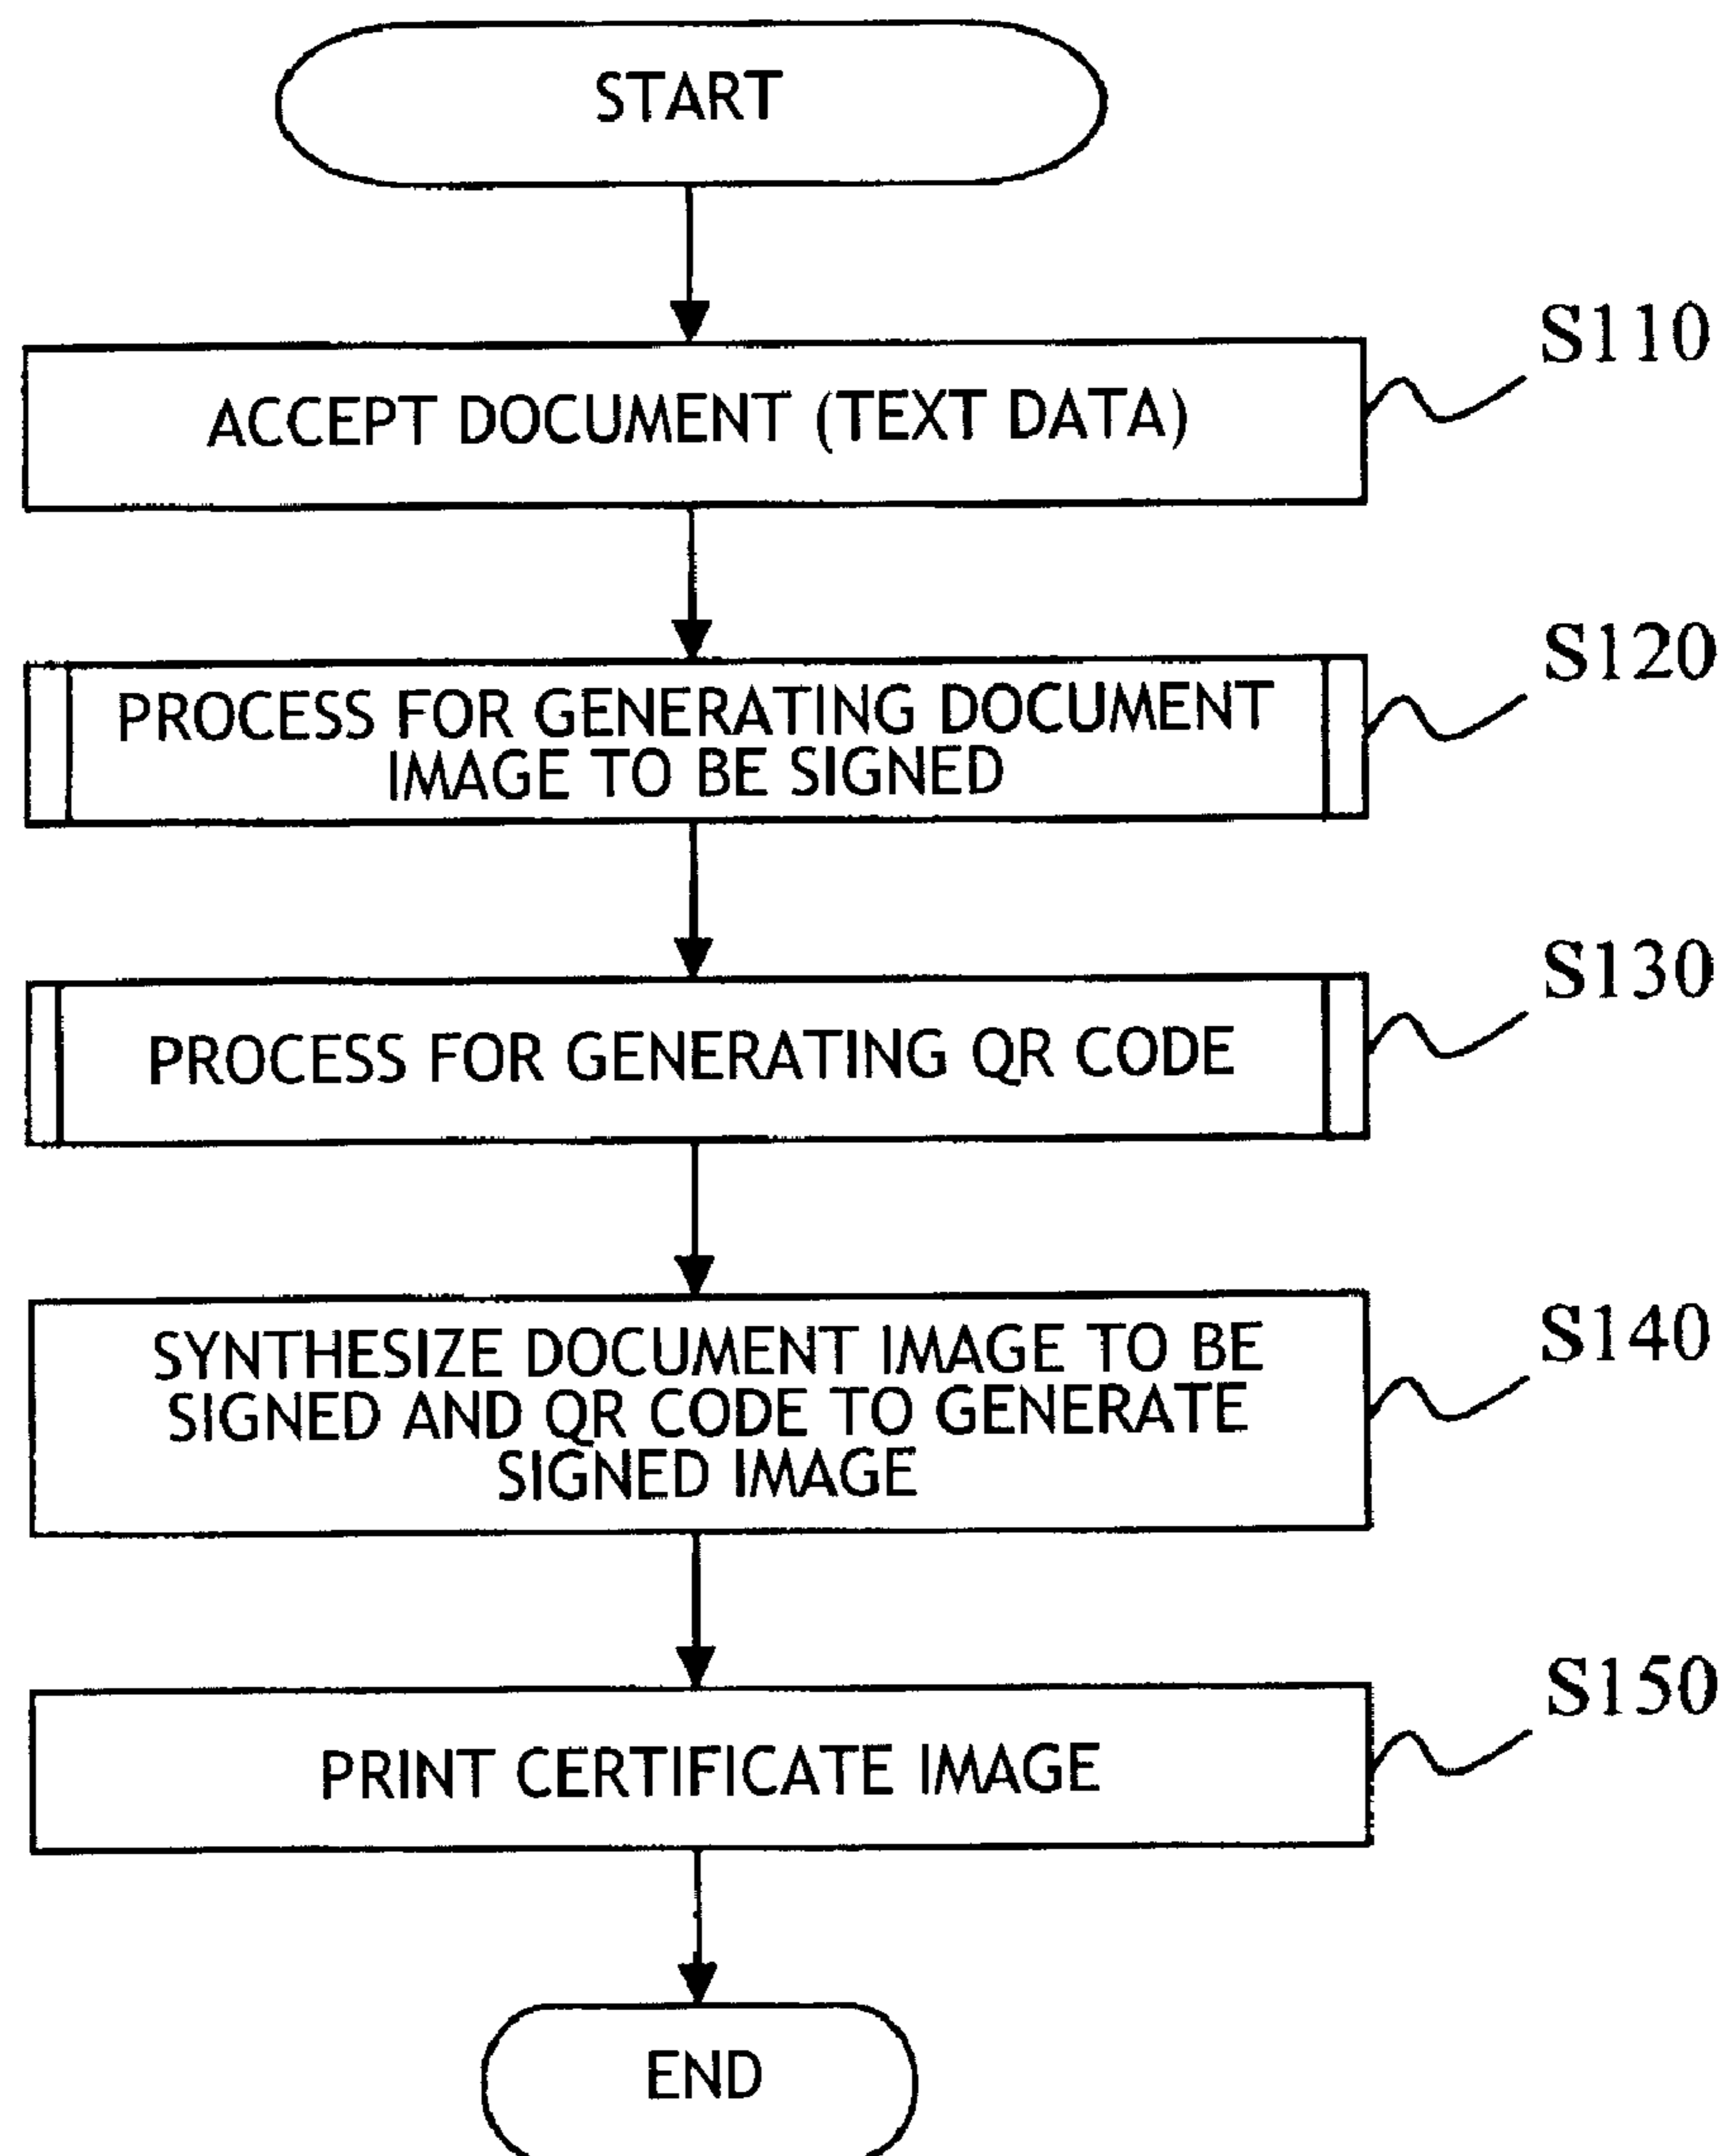 START
S110
ACCEPT DOCUMENT (TEXT DATA)
S120
PROCESS FOR GENERATING DOCUMENT
IMAGE TO BE SIGNED
S130
PROCESS FOR GENERATING QR CODE
S140
SYNTHESIZE DOCUMENT IMAGE TO BE
SIGNED AND QR CODE TO GENERATE
SIGNED IMAGE
S150
PRINT CERTIFICATE IMAGE
END